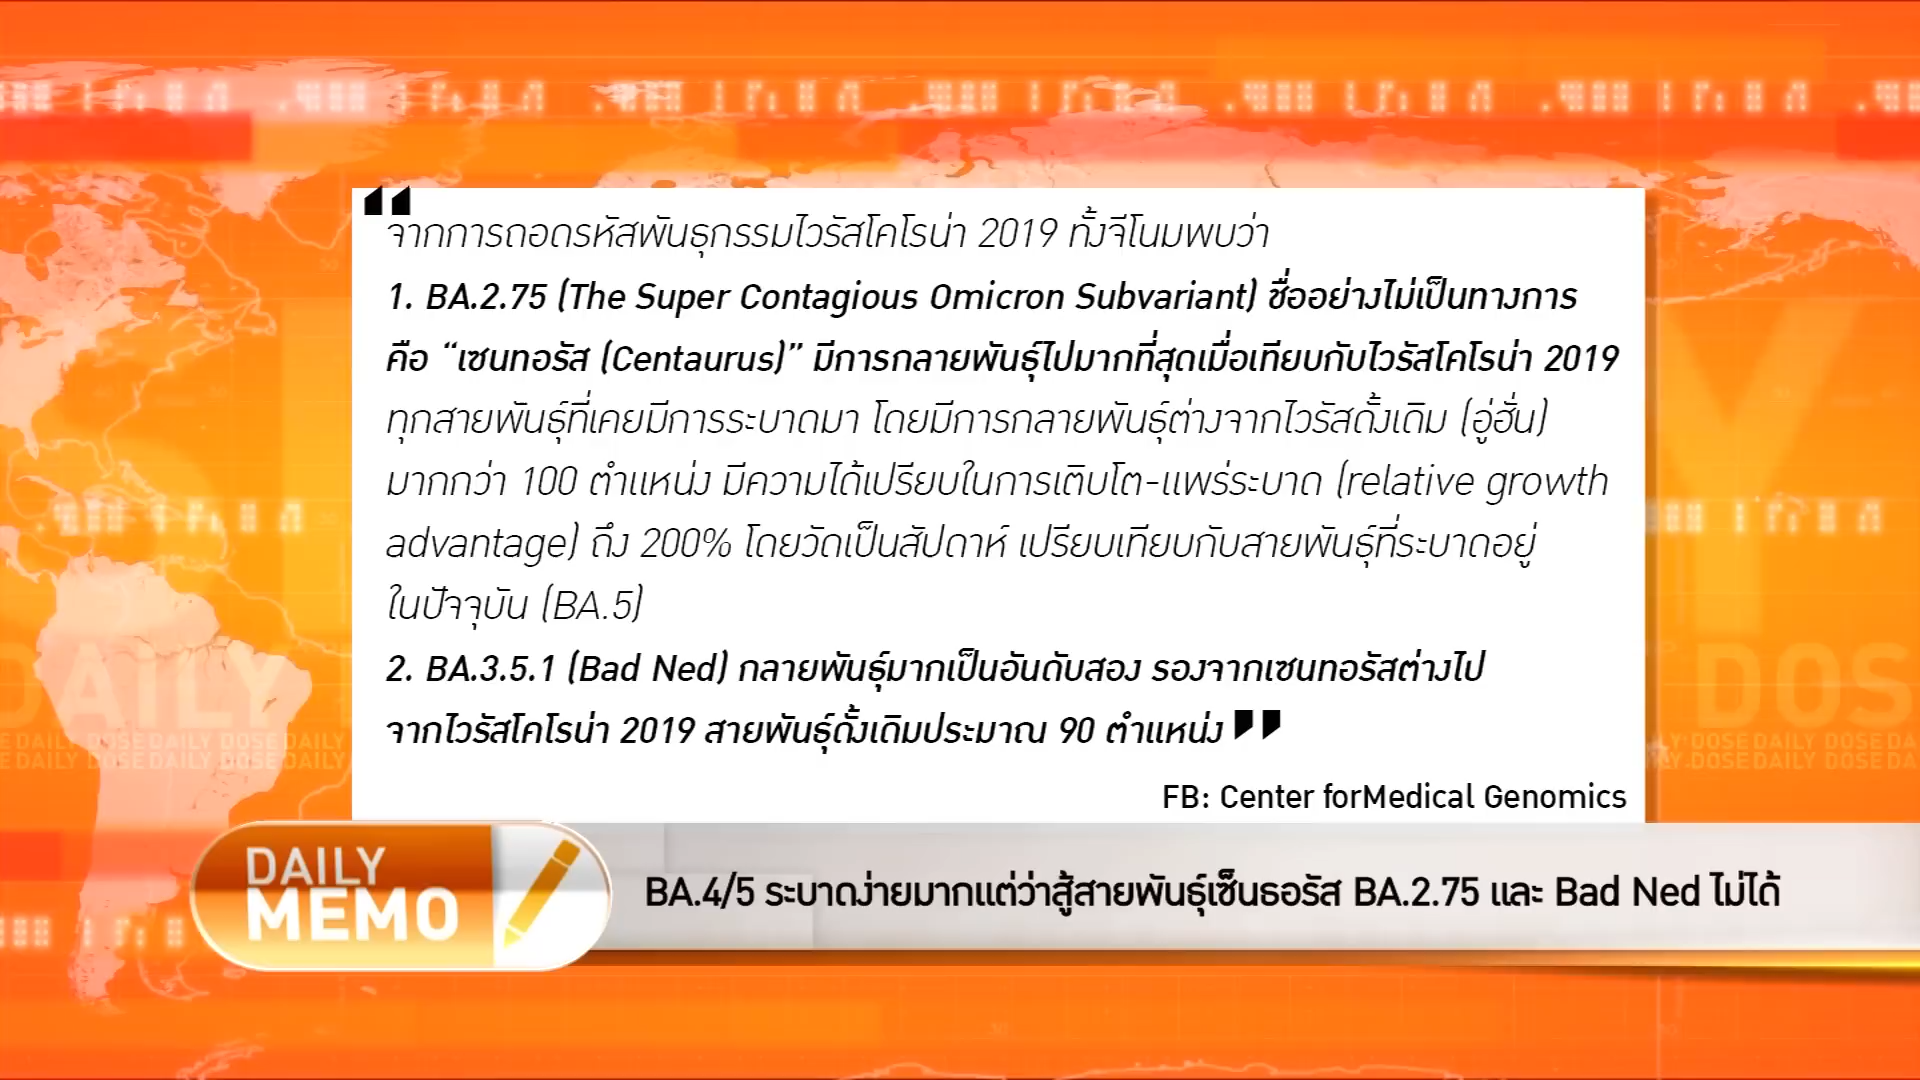 “
จากการถอดรหัสพันธุกรรมไวรัสโคโรน่า 2019 ทั้งจีโนมพบว่า
1. BA.2.75 (The Super Contagious Omicron Subvariant) ชื่ออย่างไม่เป็นทางการ
คือ “เซนทอรัส (Centaurus)” มีการกลายพันธุ์ไปมากที่สุดเมื่อเทียบกับไวรัสโคโรน่า 2019
ทุกสายพันธุ์ที่เคยมีการระบาดมา โดยมีการกลายพันธุ์ต่างจากไวรัสดั้งเดิม (อู่ฮั่น)
มากกว่า 100 ตำแหน่ง มีความได้เปรียบในการเติบโต-แพร่ระบาด (relative growth
advantage) ถึง 200% โดยวัดเป็นสัปดาห์ เปรียบเทียบกับสายพันธุ์ที่ระบาดอยู่
ในปัจจุบัน (BA.5)
2. BA.3.5.1 (Bad Ned) กลายพันธุ์มากเป็นอันดับสอง รองจากเซนทอรัสต่างไป
จากไวรัสโคโรน่า 2019 สายพันธุ์ดั้งเดิมประมาณ 90 ตำแหน่ง ”
FB: Center forMedical Genomics
DAILY
MEMO
BA.4/5 ระบาดง่ายมากแต่ว่าสู้สายพันธุ์เซ็นธอรัส BA.2.75 และ Bad Ned ไม่ได้
DAILY
DOS
DAILY DOSE DAILY DOSE DAILY
DAILY DOSE DAILY DOSE DAILY
DOSE DAILY DOSE DA
DOSE DAILY DOSE DA